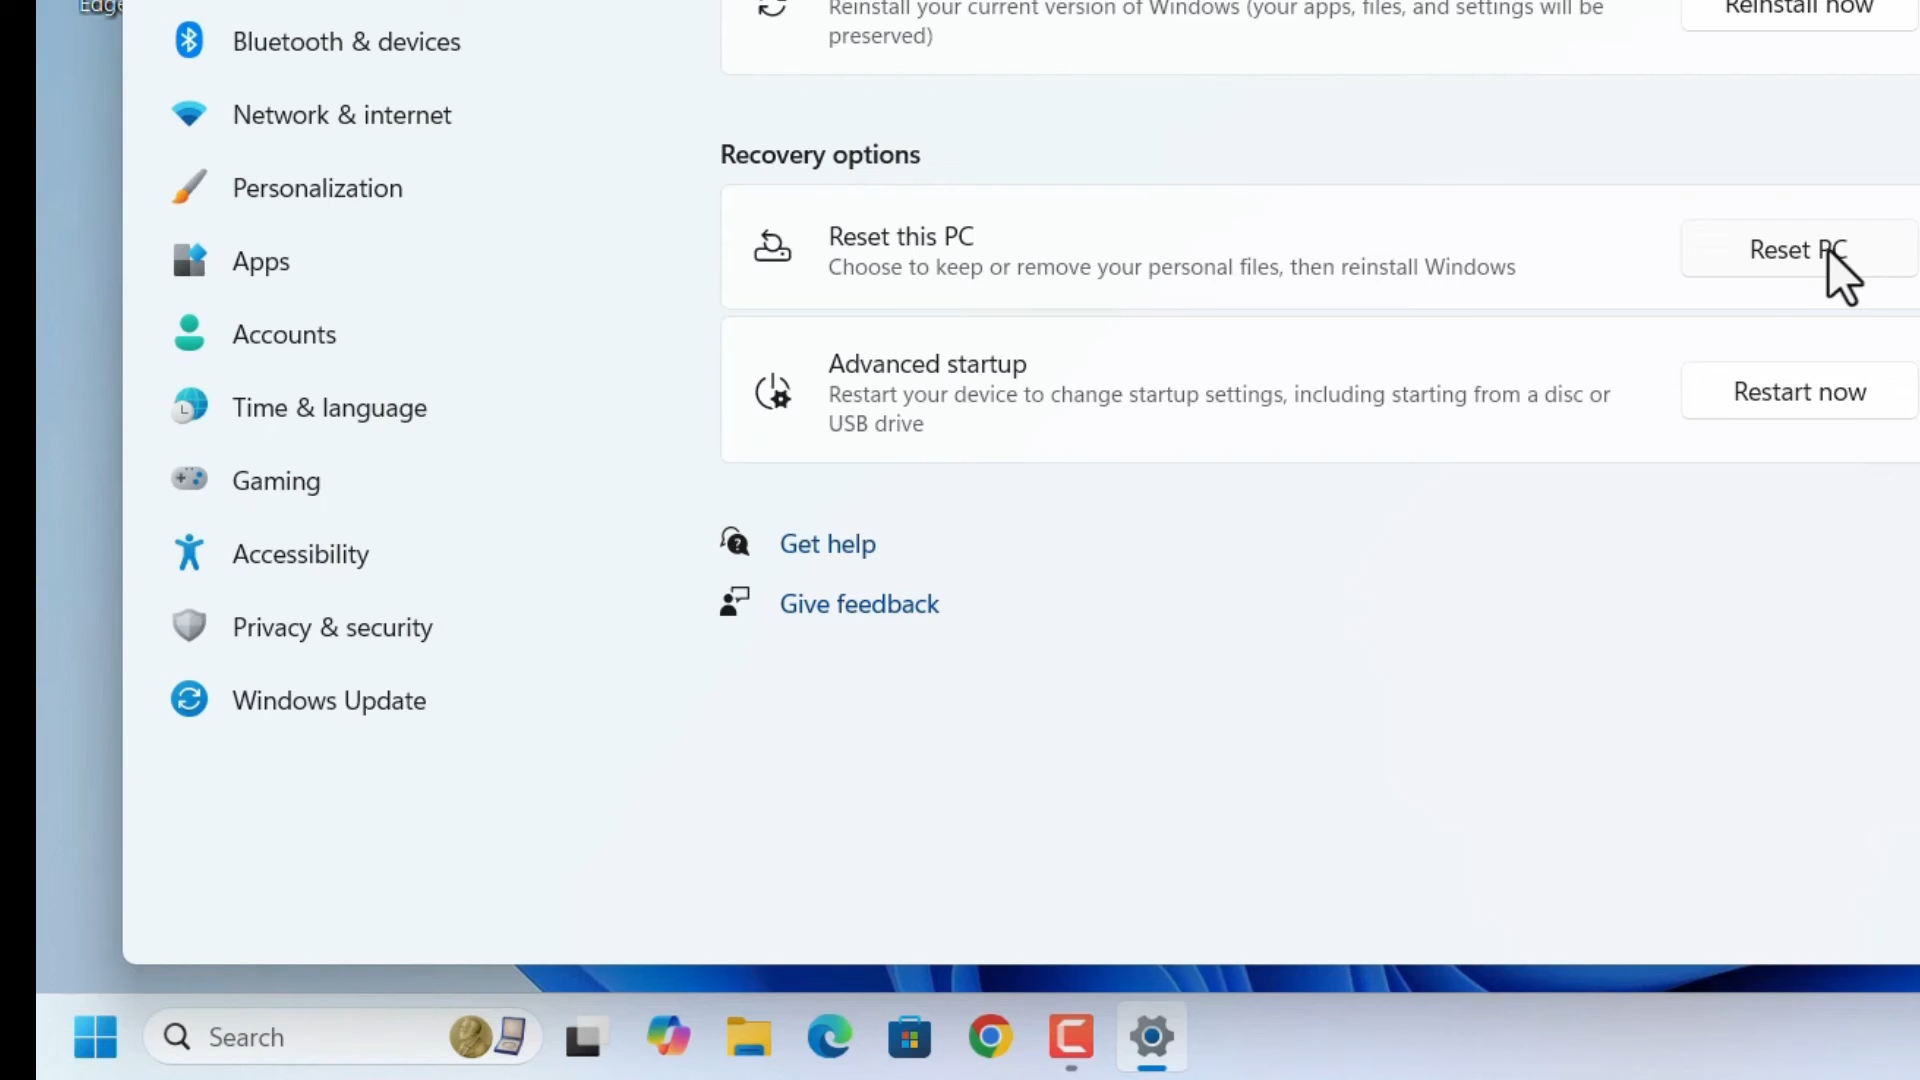 Edge
Bluetooth & devices
Network & internet
Personalization
Apps
Accounts
Time & language
Gaming
Accessibility
Privacy & security
Windows Update
Reinstall your current version of Windows (your apps, files, and settings will be
preserved)
Reinstall now
Recovery options
Reset this PC
Choose to keep or remove your personal files, then reinstall Windows
Reset PC
Advanced startup
Restart your device to change startup settings, including starting from a disc or
USB drive
Restart now
Get help
Give feedback
Search